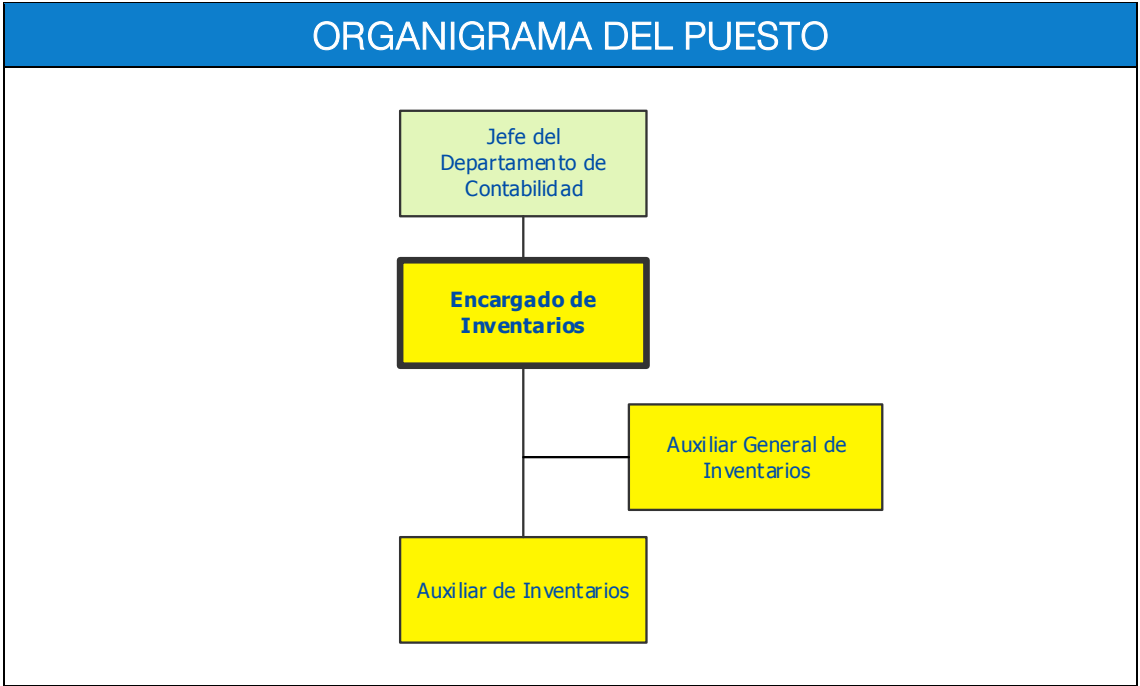 ORGANIGRAMA DEL PUESTO
Jefe del
Departamento de
Contabilidad
Encargado de
Inventarios
Auxiliar General de
Inventarios
Auxiliar de Inventarios